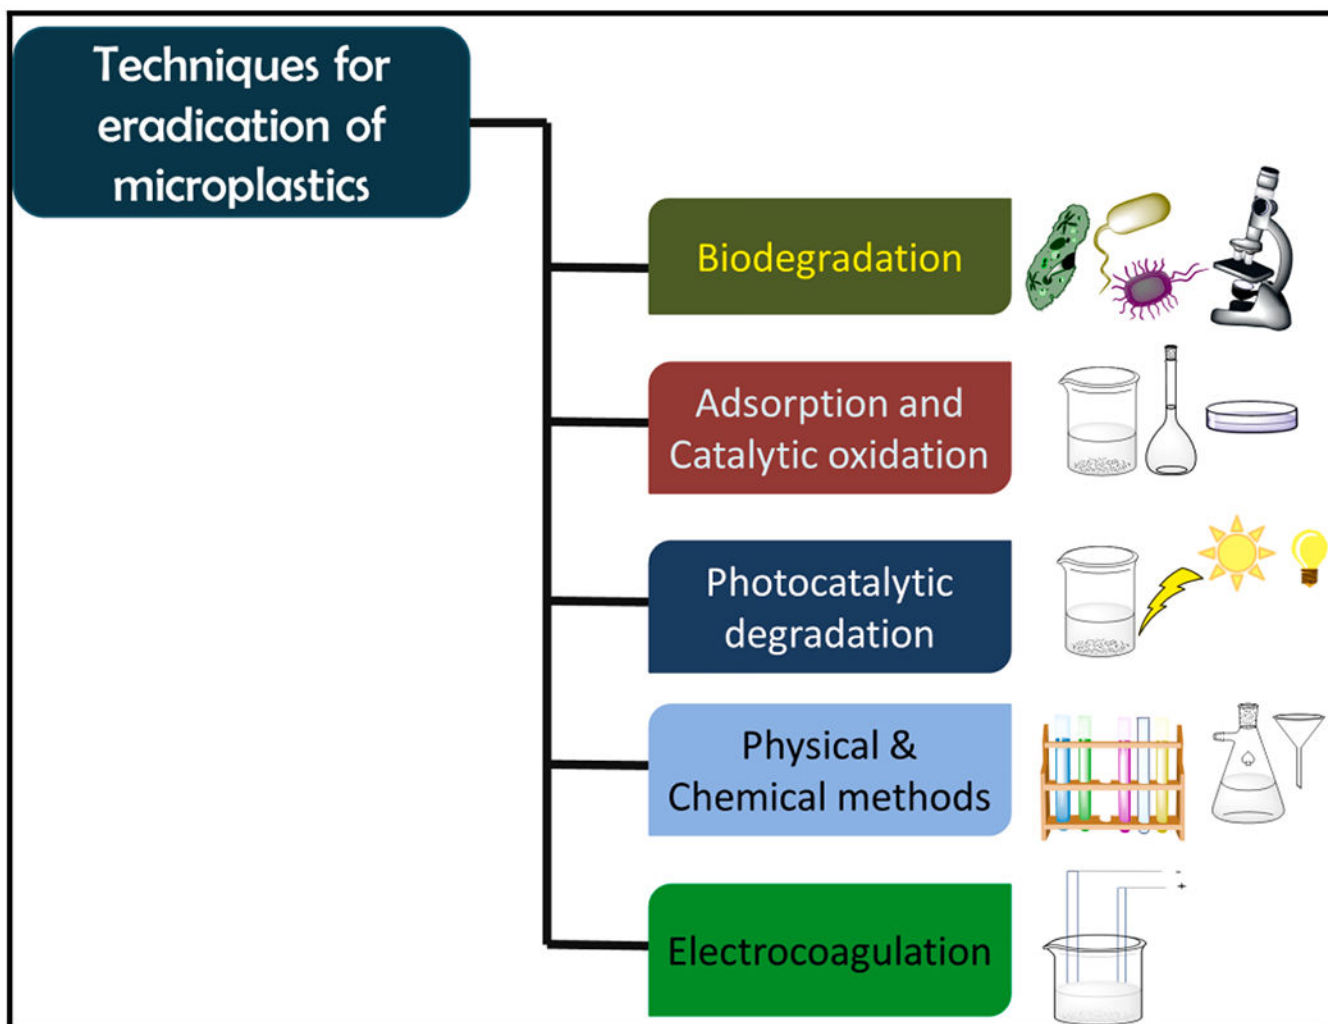 Techniques for
eradication of
microplastics
Biodegradation
Adsorption and
Catalytic oxidation
Photocatalytic
degradation
Physical &
Chemical methods
-
+
Electrocoagulation